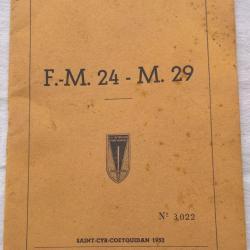 F.-M. 24 - M. 29
N° 3,022
SAINT-CYR-COETQUIDAN 1953